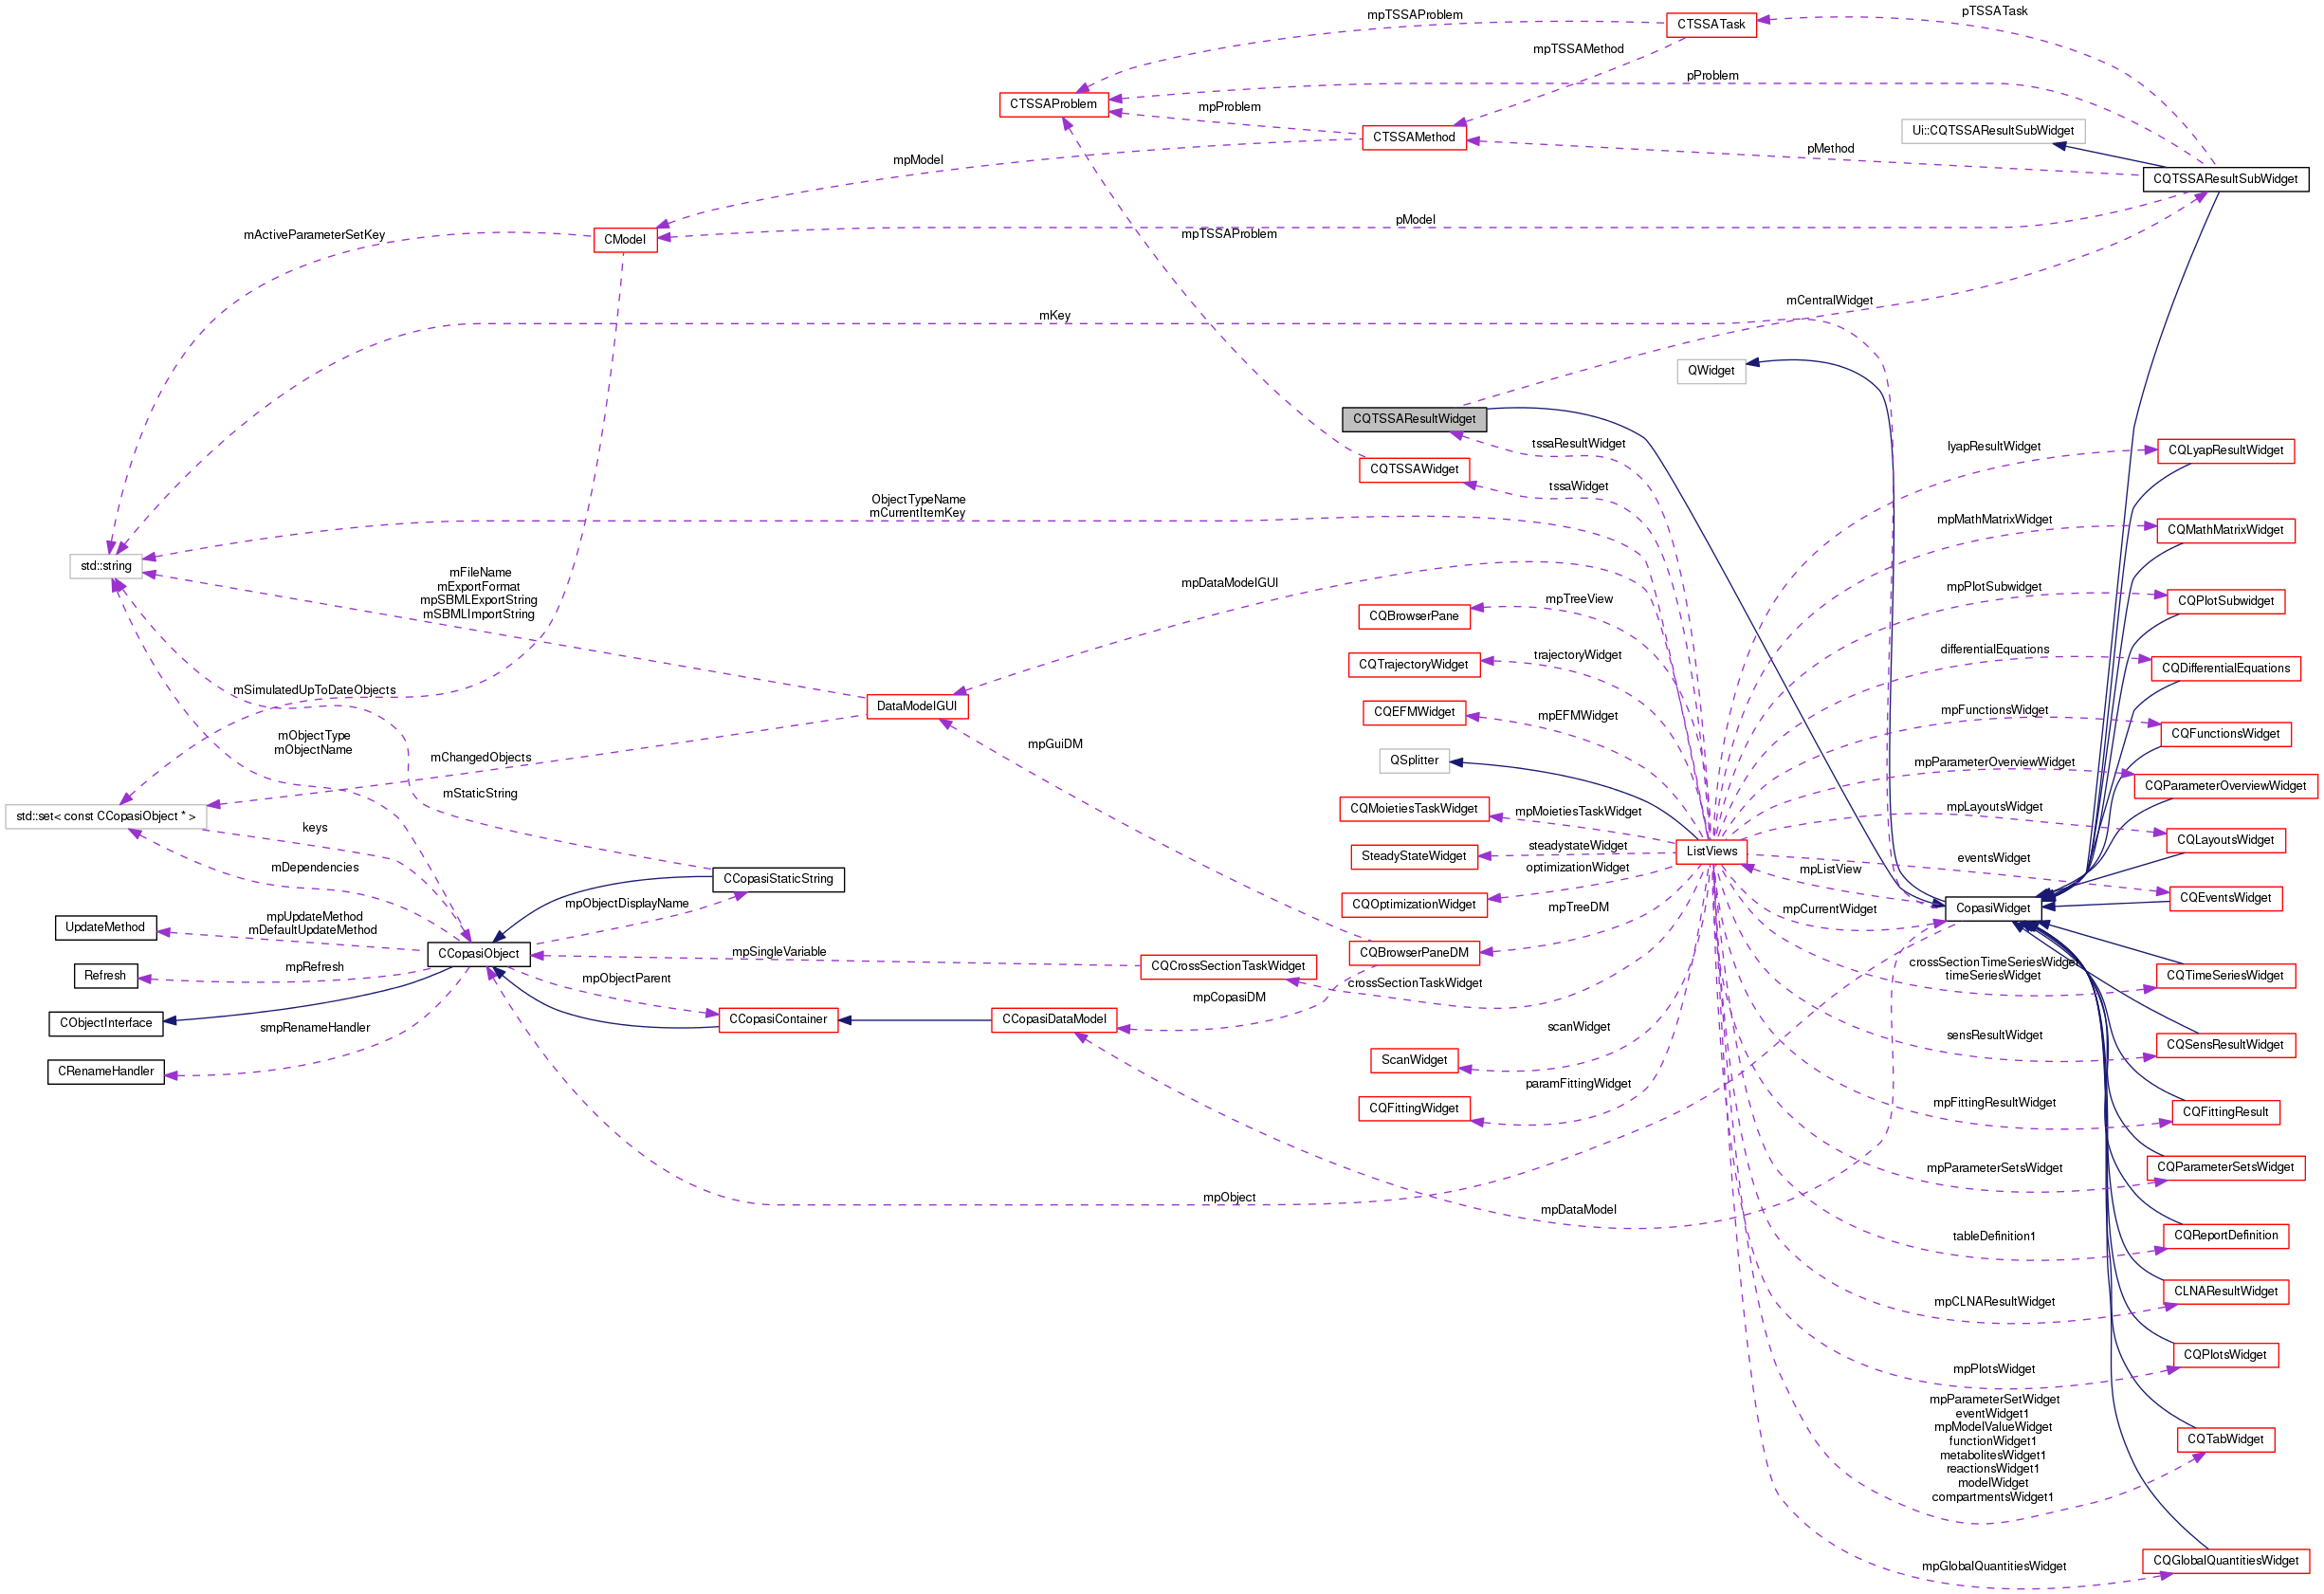 pTSSATask
mpTSSAProblem
CTSSATask
mpTSSAMethod
pProblem
CTSSAProblem
mpProblem
Ui::CQTSSAResultSubWidget
CTSSAMethod
pMethod
mpModel
CQTSSAResultSubWidget
pModel
mActiveParameterSetKey
CModel
mpTSSAProblem
mCentralWidget
mKey
QWidget
CQTSSAResultWidget
tssaResultWidget
lyapResultWidget
CQLyapResultWidget
CQTSSAWidget
tssaWidget
ObjectTypeName
mCurrentItemKey
mpMathMatrixWidget
CQMathMatrixWidget
std::string
mFileName
mExportFormat
mpSBMLExportString
mSBMLImportString
mpDataModelGUI
mpTreeView
CQBrowserPane
mpPlotSubwidget
CQPlotSubwidget
trajectoryWidget
CQTrajectoryWidget
differentialEquations
CQDifferentialEquations
mSimulatedUpToDateObjects
DataModelGUI
CQEFMWidget
mpEFMWidget
mpFunctionsWidget
CQFunctionsWidget
mObjectType
mObjectName
mpGuiDM
mChangedObjects
QSplitter
mpParameterOverviewWidget
CQParameterOverviewWidget
mStaticString
std::set< const CCopasiObject * >
keys
CQMoietiesTaskWidget
mpMoietiesTaskWidget
mpLayoutsWidget
CQLayoutsWidget
mDependencies
CCopasiStaticString
SteadyStateWidget
steadystateWidget
ListViews
eventsWidget
optimizationWidget
mpListView
CQEventsWidget
mpObjectDisplayName
CQOptimizationWidget
mpTreeDM
mpCurrentWidget
CopasiWidget
UpdateMethod
mpUpdateMethod
mDefaultUpdateMethod
CCopasiObject
mpSingleVariable
CQBrowserPaneDM
Refresh
mpRefresh
mpObjectParent
CQCrossSectionTaskWidget
crossSectionTaskWidget
crossSectionTimeSeriesWidget
timeSeriesWidget
CQTimeSeriesWidget
mpCopasiDM
CObjectInterface
smpRenameHandler
CCopasiContainer
CCopasiDataModel
scanWidget
sensResultWidget
CQSensResultWidget
CRenameHandler
ScanWidget
paramFittingWidget
CQFittingWidget
mpFittingResultWidget
CQFittingResult
mpParameterSetsWidget
CQParameterSetsWidget
mpObject
mpDataModel
tableDefinition1
CQReportDefinition
mpCLNAResultWidget
CLNAResultWidget
mpPlotsWidget
CQPlotsWidget
mpParameterSetWidget
eventWidget1
mpModelValueWidget
functionWidget1
metabolitesWidget1
reactionsWidget1
modelWidget
compartmentsWidget1
CQTabWidget
mpGlobalQuantitiesWidget
CQGlobalQuantitiesWidget